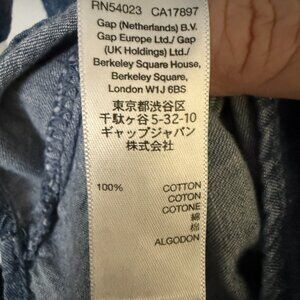 RN54023 CA17897
Gap (Netherlands) B.V.
Gap Europe Ltd./ Gap
(UK Holdings) Ltd./
Berkeley Square House,
Berkeley Square,
London W1J 6BS
東京都渋谷区
千駄ヶ谷5-32-10
ギャップジャパン
株式会社
100% COTTON
COTON
COTONE
綿
棉
ALGODON